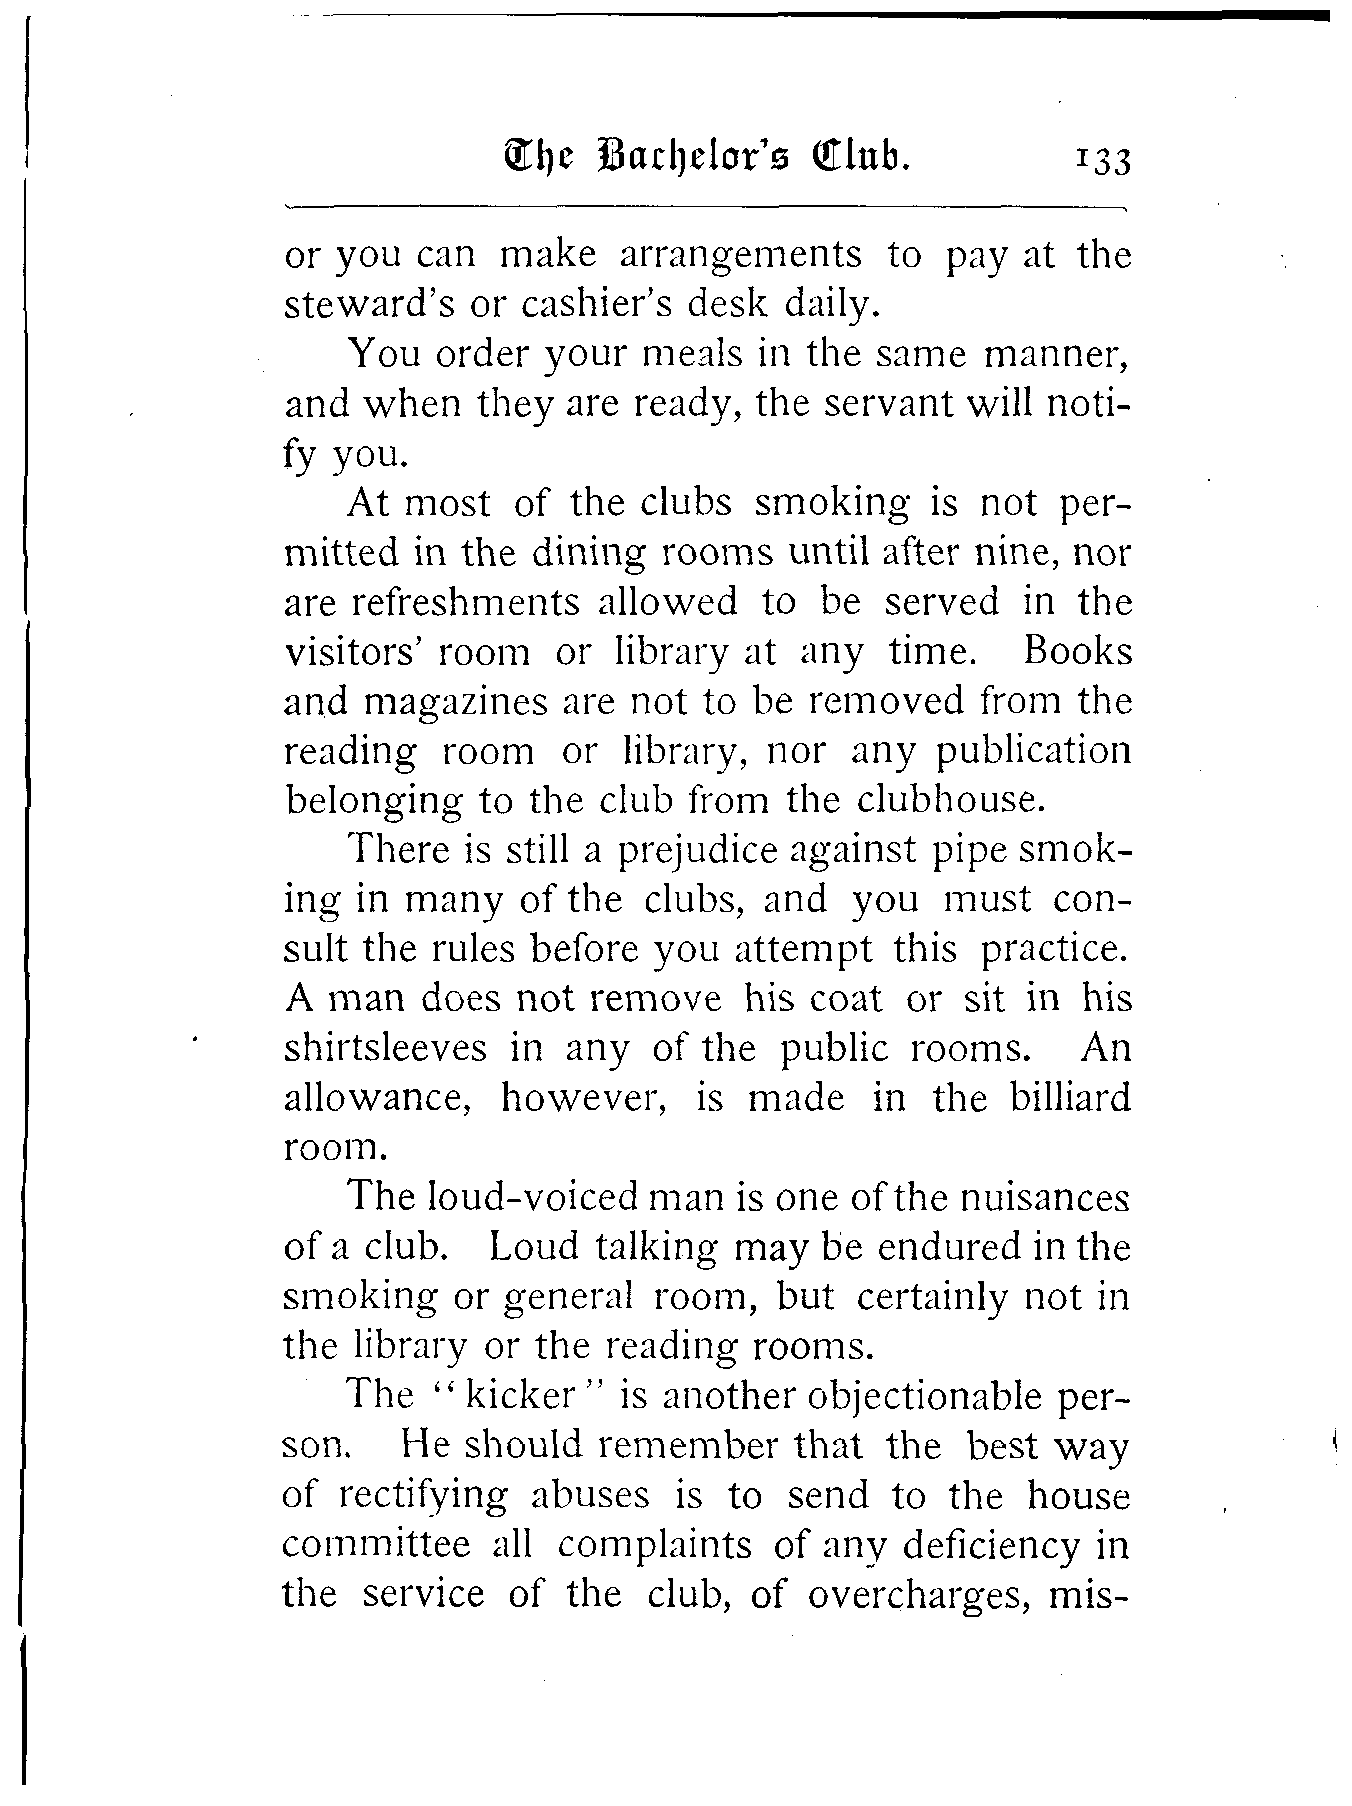 The Bachelor's Club. 133
or you can make arrangements to pay at the
steward's or cashier's desk daily.
You order your meals in the same manner,
and when they are ready, the servant will noti-
fy you.
At most of the clubs smoking is not per-
mitted in the dining rooms until after nine, nor
are refreshments allowed to be served in the
visitors' room or library at any time. Books
and magazines are not to be removed from the
reading room or library, nor any publication
belonging to the club from the clubhouse.
There is still a prejudice against pipe smok-
ing in many of the clubs, and you must con-
sult the rules before you attempt this practice.
A man does not remove his coat or sit in his
shirtsleeves in any of the public rooms. An
allowance, however, is made in the billiard
room.
The loud-voiced man is one of the nuisances
of a club. Loud talking may be endured in the
smoking or general room, but certainly not in
the library or the reading rooms.
The "kicker" is another objectionable per-
son. He should remember that the best way
of rectifying abuses is to send to the house
committee all complaints of any deficiency in
the service of the club, of overcharges, mis-